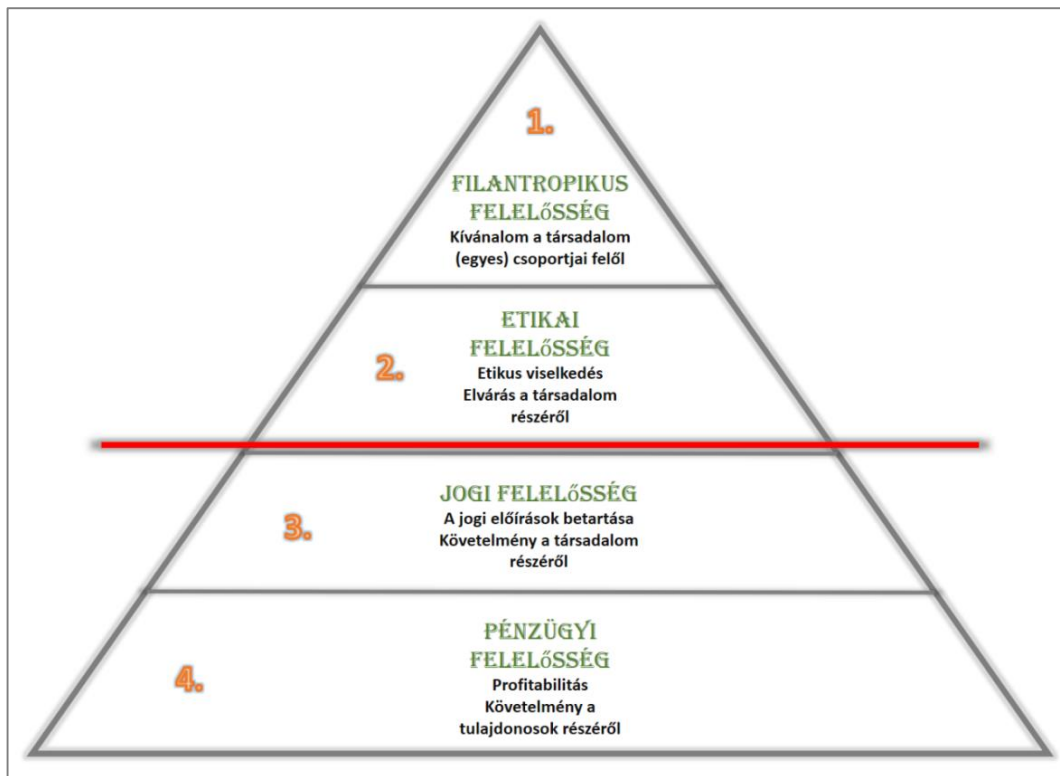 1.
FILANTROPIKUS
FELELŐSSÉG
Kívánalom a társadalom
(egyes) csoportjai felől
ETIKAI
FELELŐSSÉG
2.
Etikus viselkedés
Elvárás a társadalom
részéről
JOGI FELELŐSSÉG
3.
A jogi előírások betartása
Követelmény a társadalom
részéről
PÉNZÜGYI
FELELŐSSÉG
4.
Profitabilitás
Követelmény a
tulajdonosok részéről